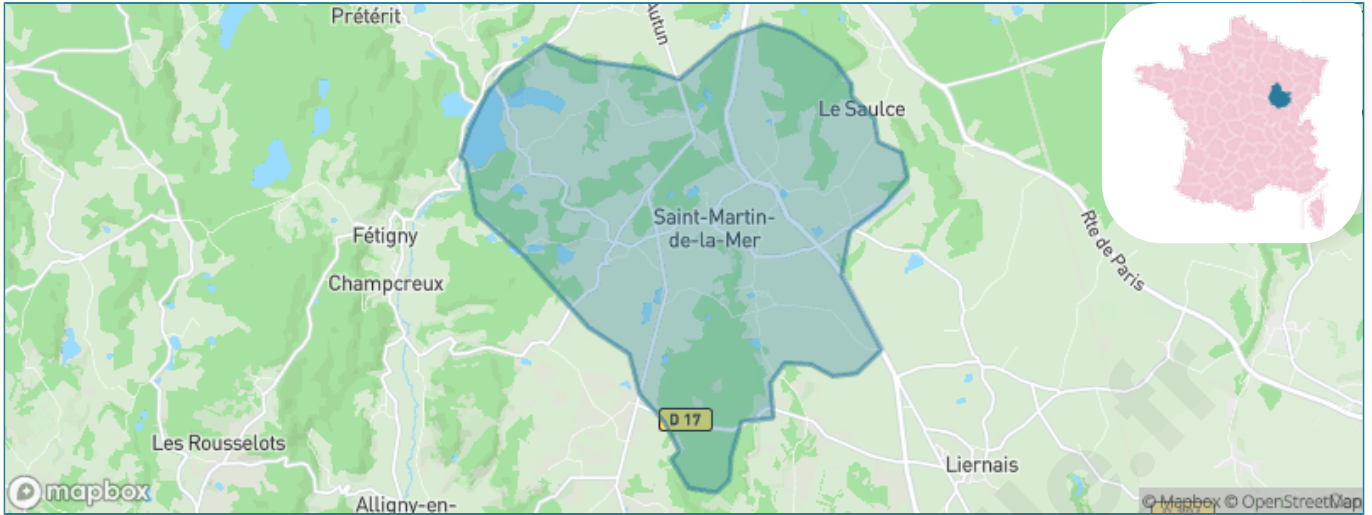 Prétérit
Autun
Le Saulce
Saint-Martin-
de-la-Mer
Fétigny
Rte de Paris
Champcreux
D 17
Les Rousselots
Liernais
Alligny-en-
mapbox
© Mapbox © OpenStreetMap